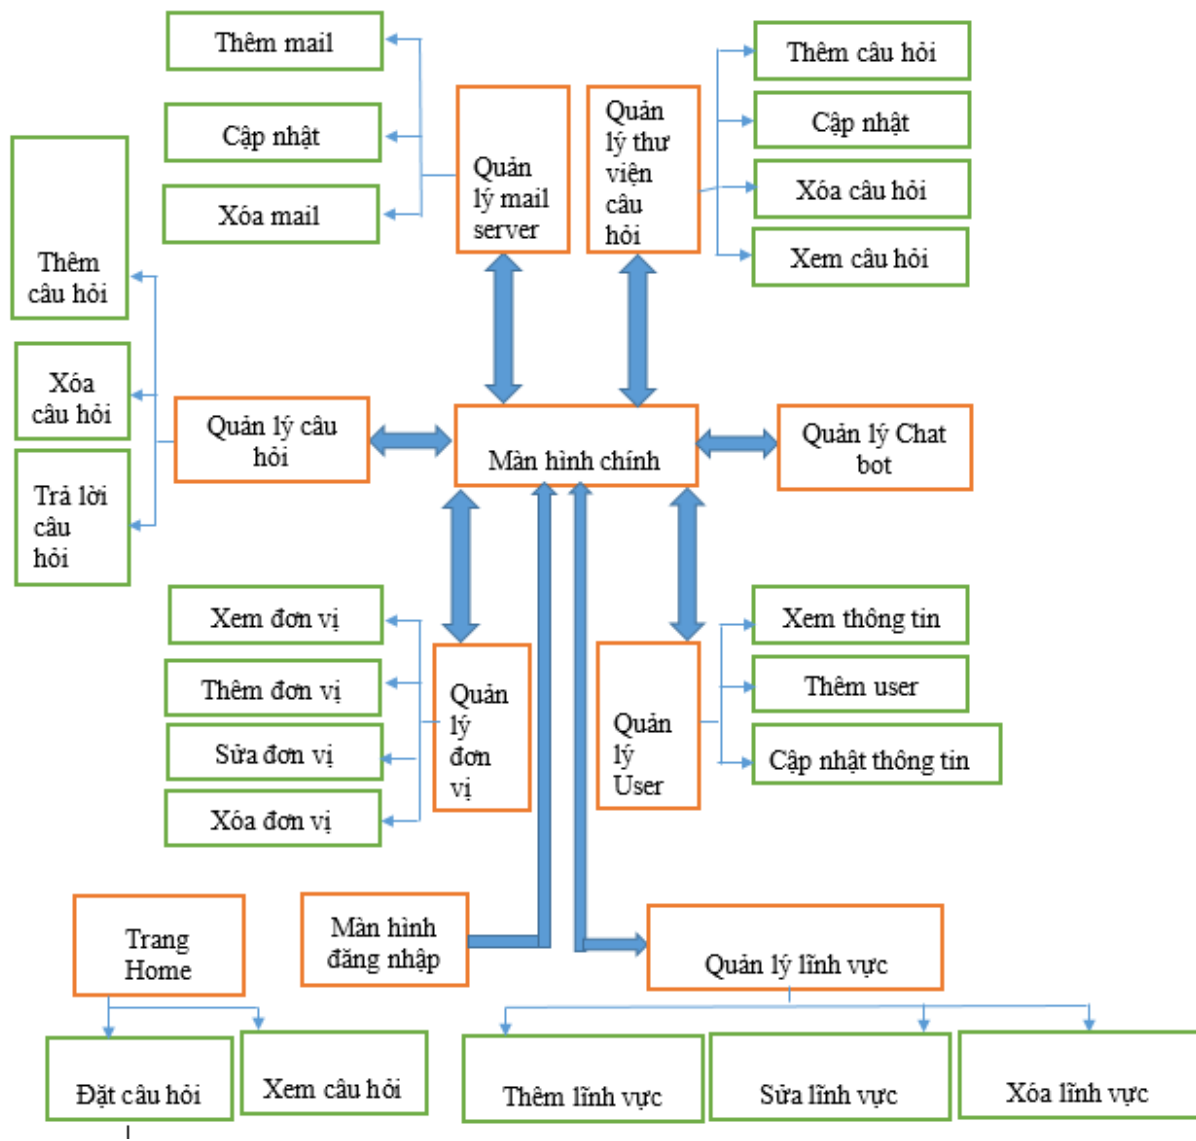 Thêm mail
Cập nhật
Xóa mail
Quản
lý mail
server
Quản
lý thư
viện
câu
hỏi
Thêm câu hỏi
Cập nhật
Xóa câu hỏi
Xem câu hỏi
Thêm
câu hỏi
Xóa
câu hỏi
Trả lời
câu
hỏi
Quản lý câu
hỏi
Màn hình chính
Quản lý Chat
bot
Xem đơn vị
Thêm đơn vị
Sửa đơn vị
Xóa đơn vị
Quản
lý
đơn
vị
Quản
lý
User
Xem thông tin
Thêm user
Cập nhật thông tin
Trang
Home
Màn hình
đăng nhập
Quản lý lĩnh vực
Đặt câu hỏi
Xem câu hỏi
Thêm lĩnh vực
Sửa lĩnh vực
Xóa lĩnh vực